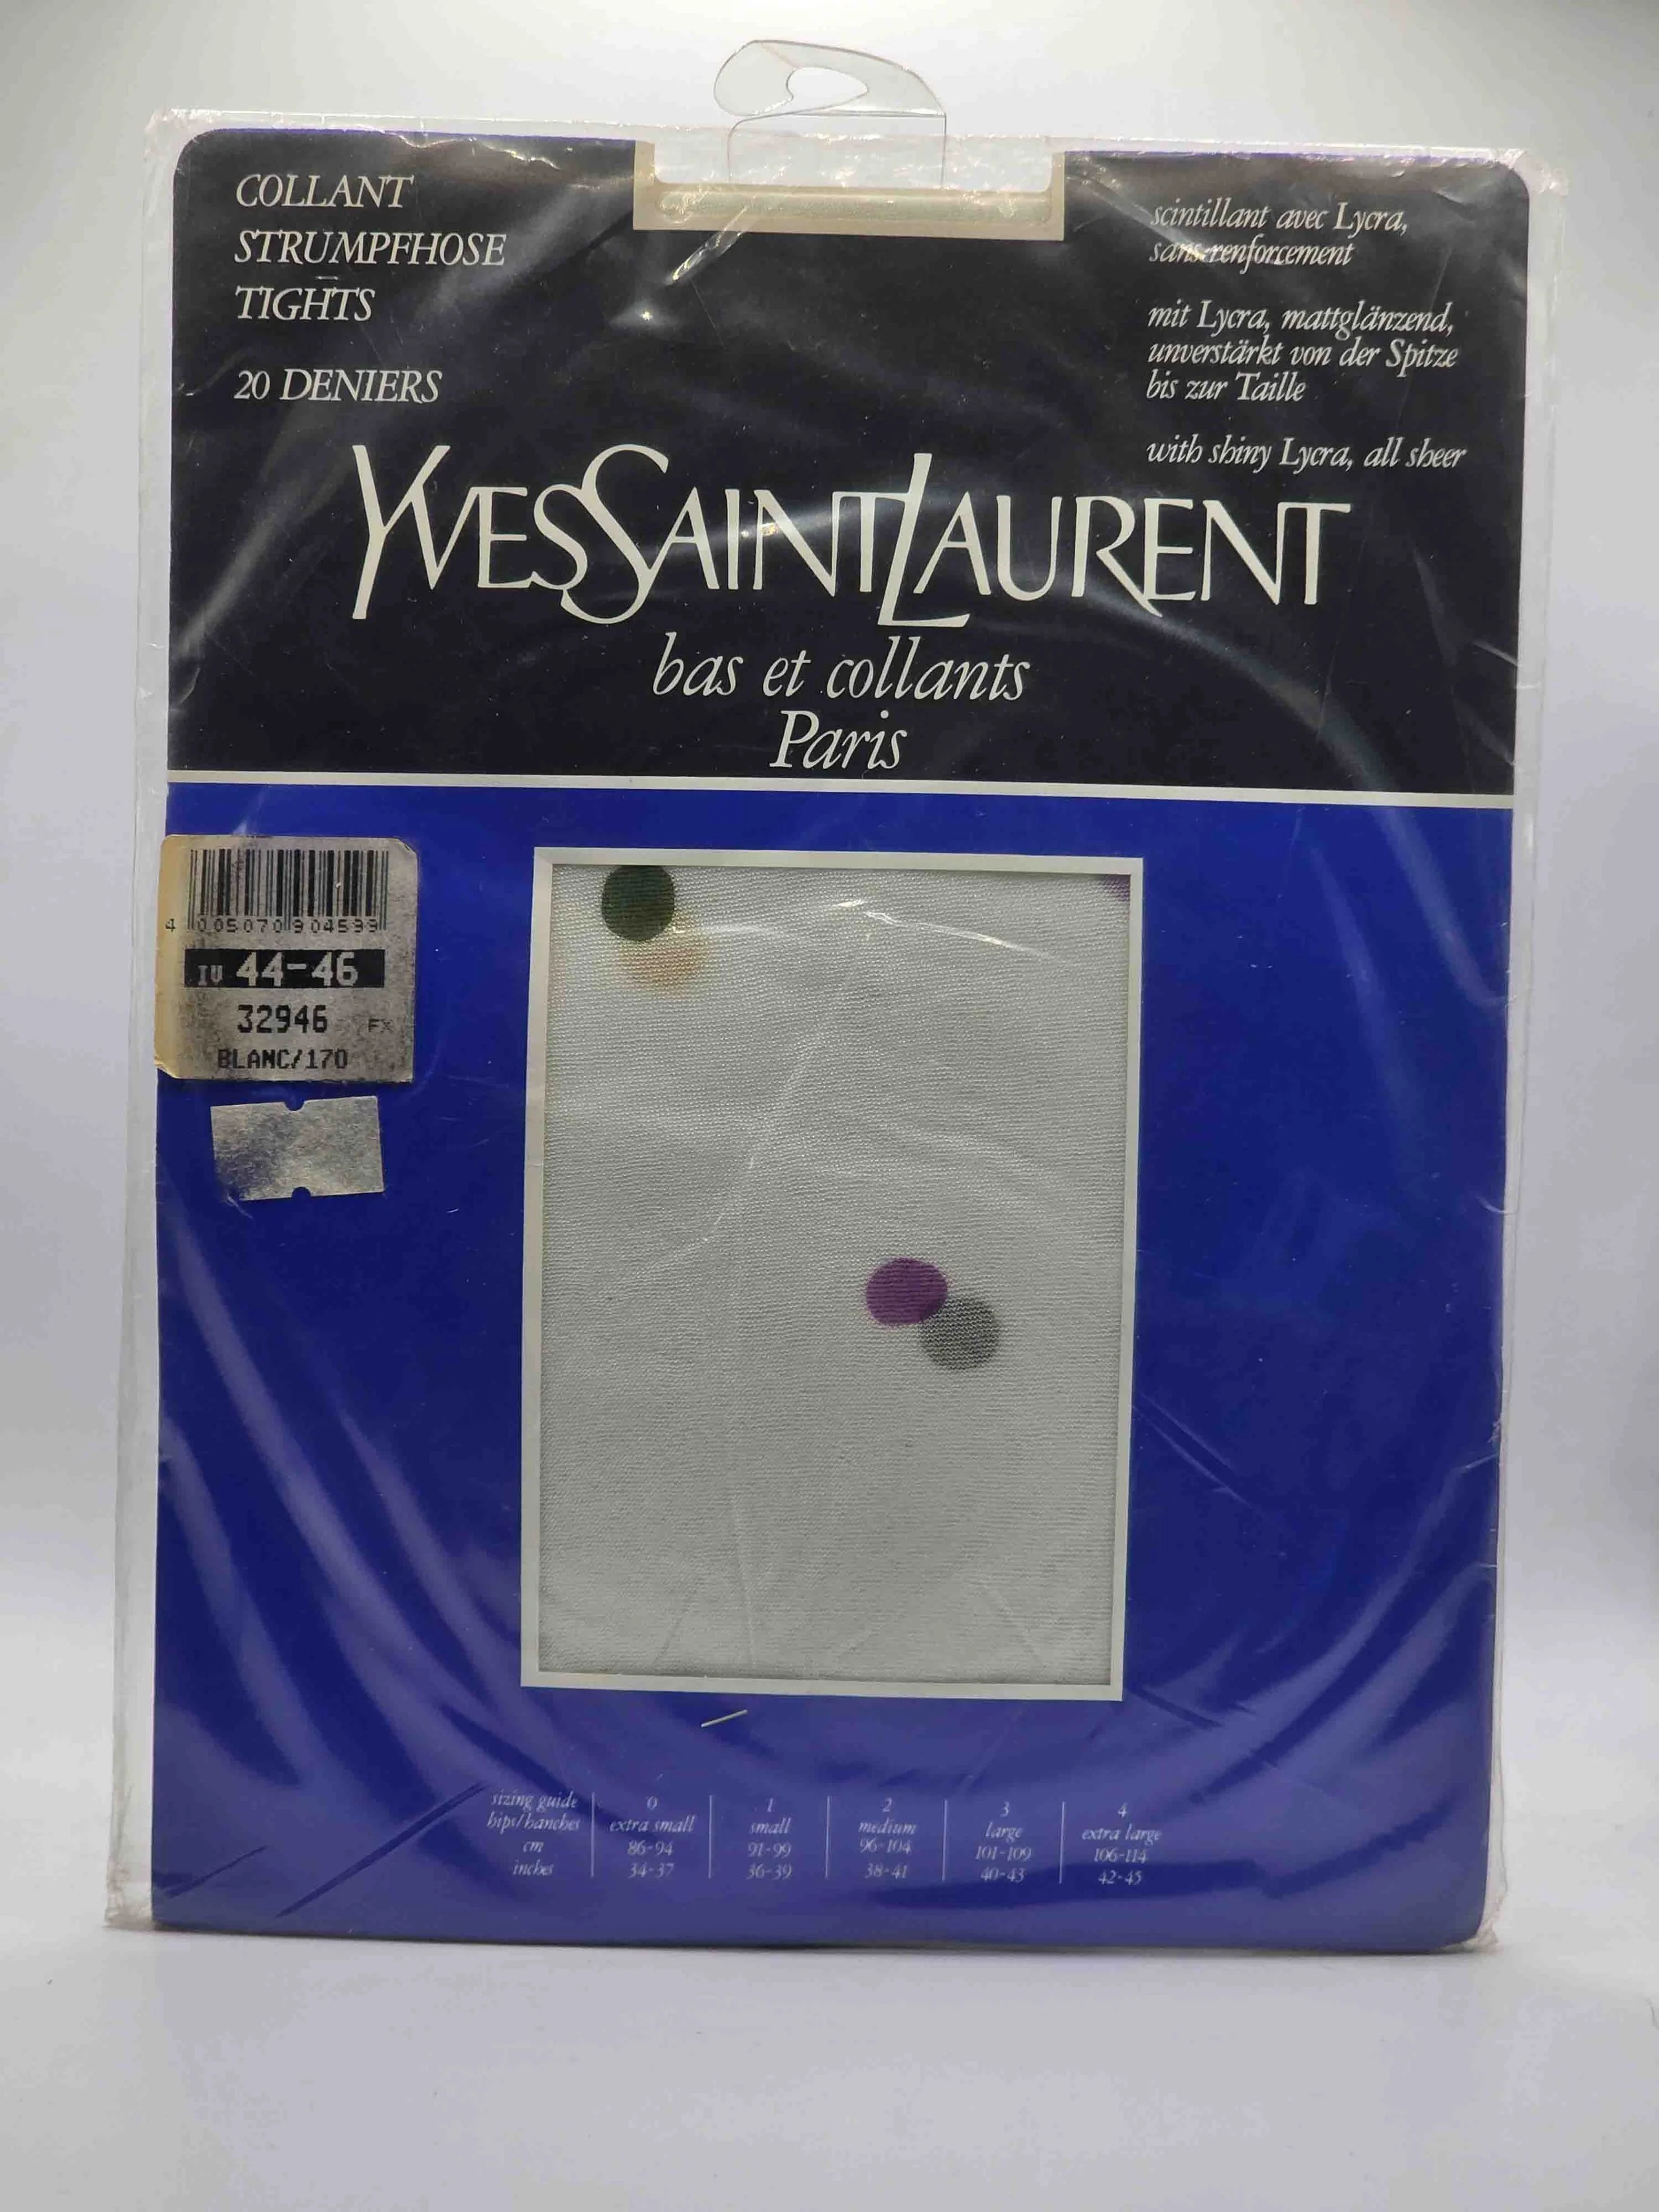 COLLANT
STRUMPFHOSE
TIGHTS
20 DENIERS
scintillant avec Lycra,
sans renforcement
mit Lycra, mattglänzend,
unverstärkt von der Spitze
bis zur Taille
with shiny Lycra, all sheer
YVESSAINTLAURENT
bas et collants
Paris
4 005070 904599
IV 44-46
32946 FX
BLANC/170
sizing guide 0 1 2 3 4
hips/hanches extra small small medium large extra large
cm 86-94 91-99 96-104 101-109 106-114
inches 34-37 36-39 38-41 40-43 42-45